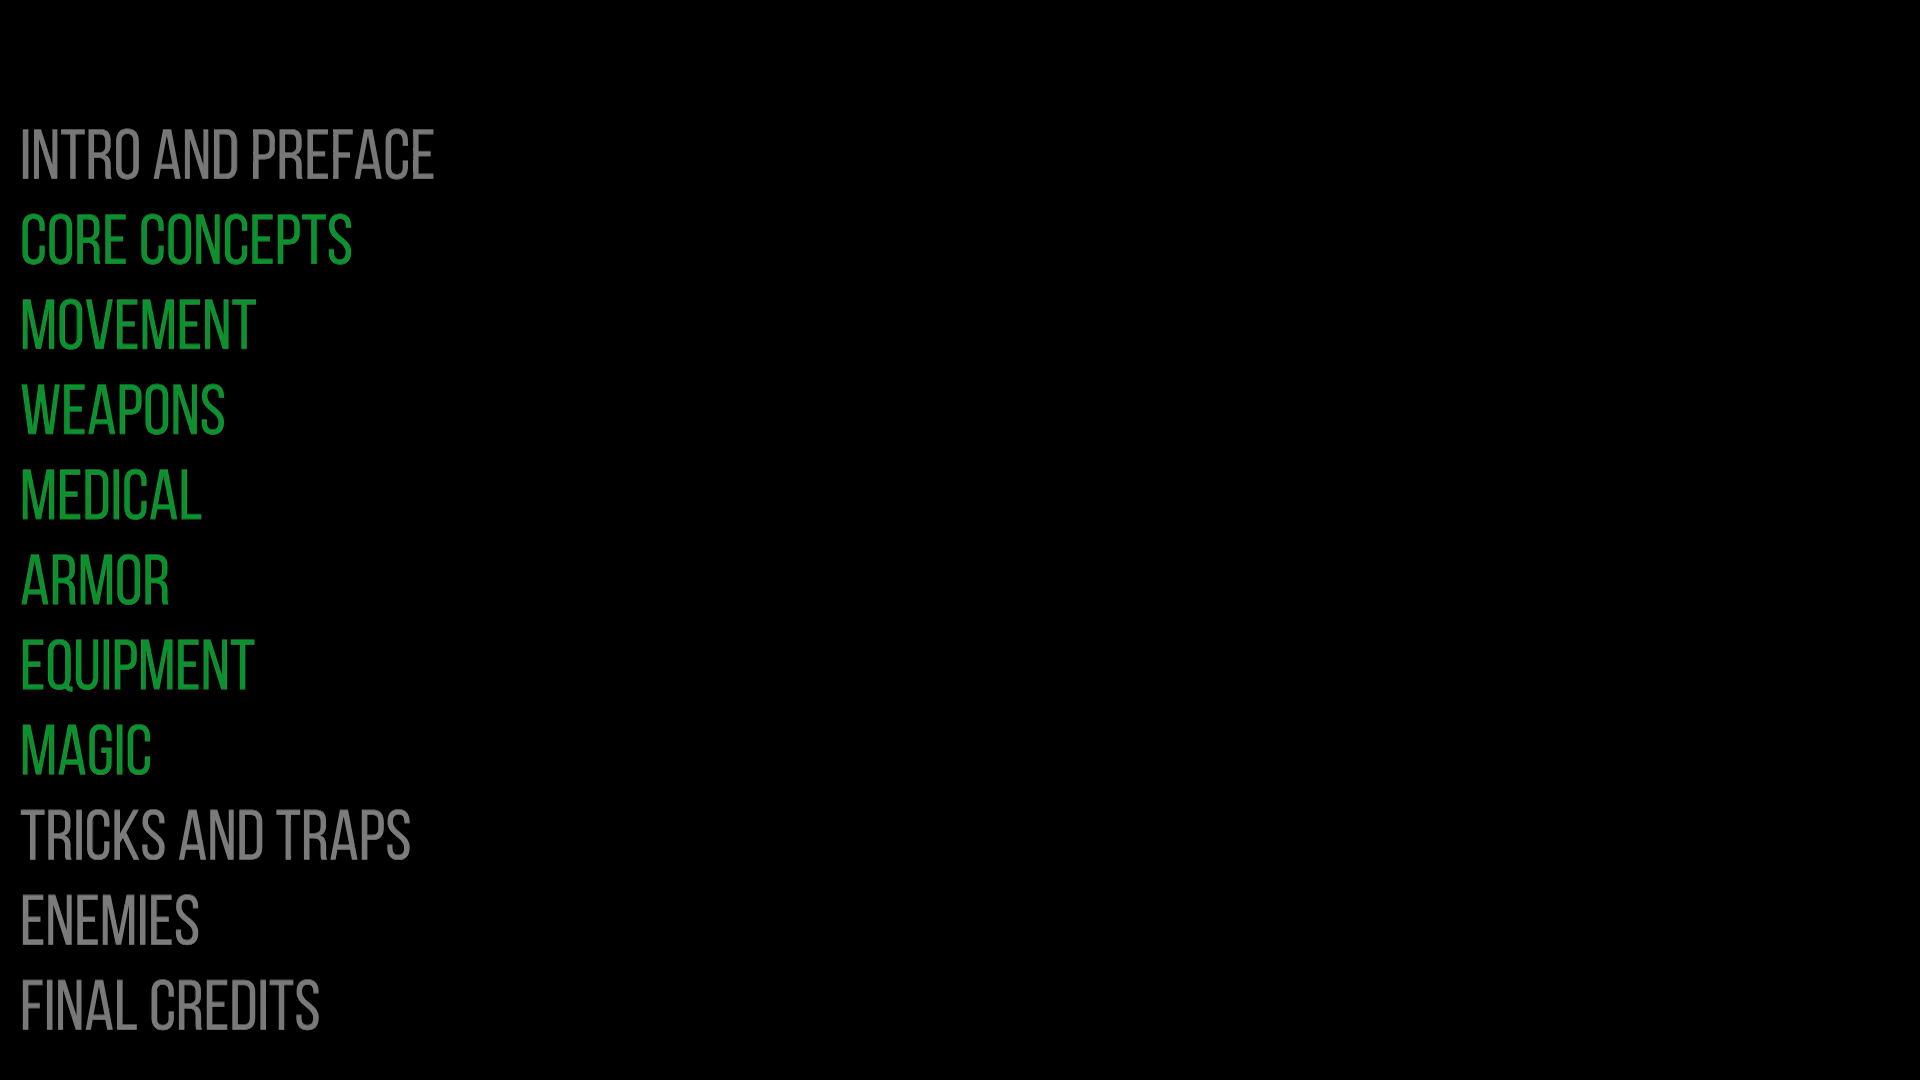 INTRO AND PREFACE
CORE CONCEPTS
MOVEMENT
WEAPONS
MEDICAL
ARMOR
EQUIPMENT
MAGIC
TRICKS AND TRAPS
ENEMIES
FINAL CREDITS